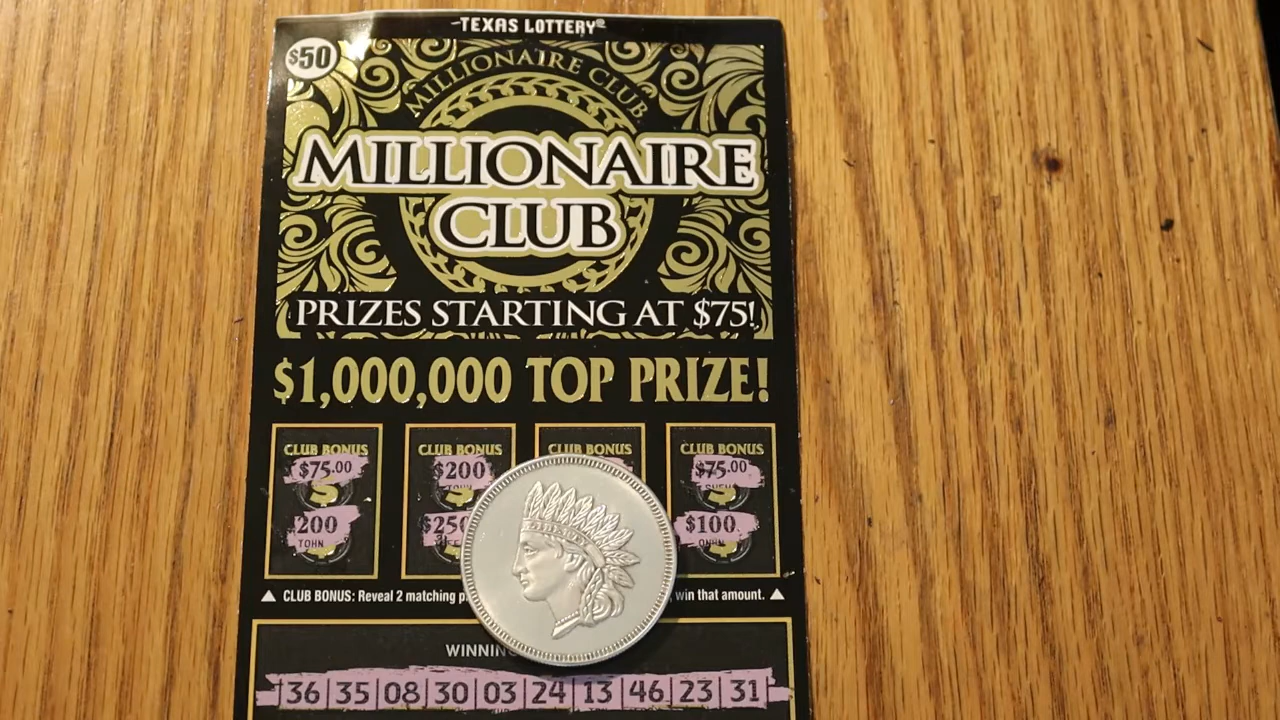 TEXAS LOTTERY®
$50
MILLIONAIRE CLUB
MILLIONAIRE
CLUB
PRIZES STARTING AT $75!
$1,000,000 TOP PRIZE!
CLUB BONUS CLUB BONUS CLUB BONUS CLUB BONUS
$75.00 $200 $75.00
200 $250 $100
TOHN
▲ CLUB BONUS: Reveal 2 matching win that amount. ▲
36 35 08 30 03 24 13 46 23 31